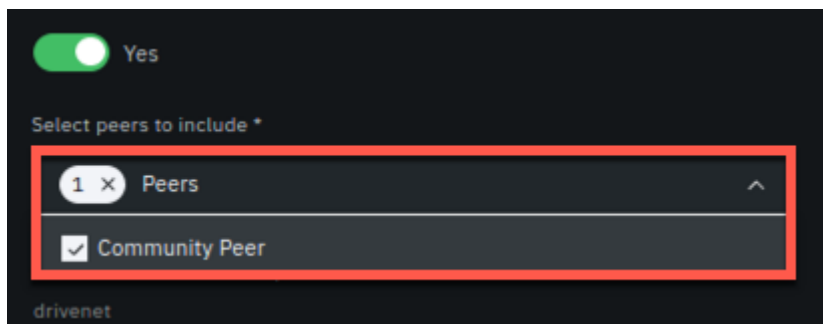 Yes
Select peers to include *
1 × Peers
Community Peer
drivenet